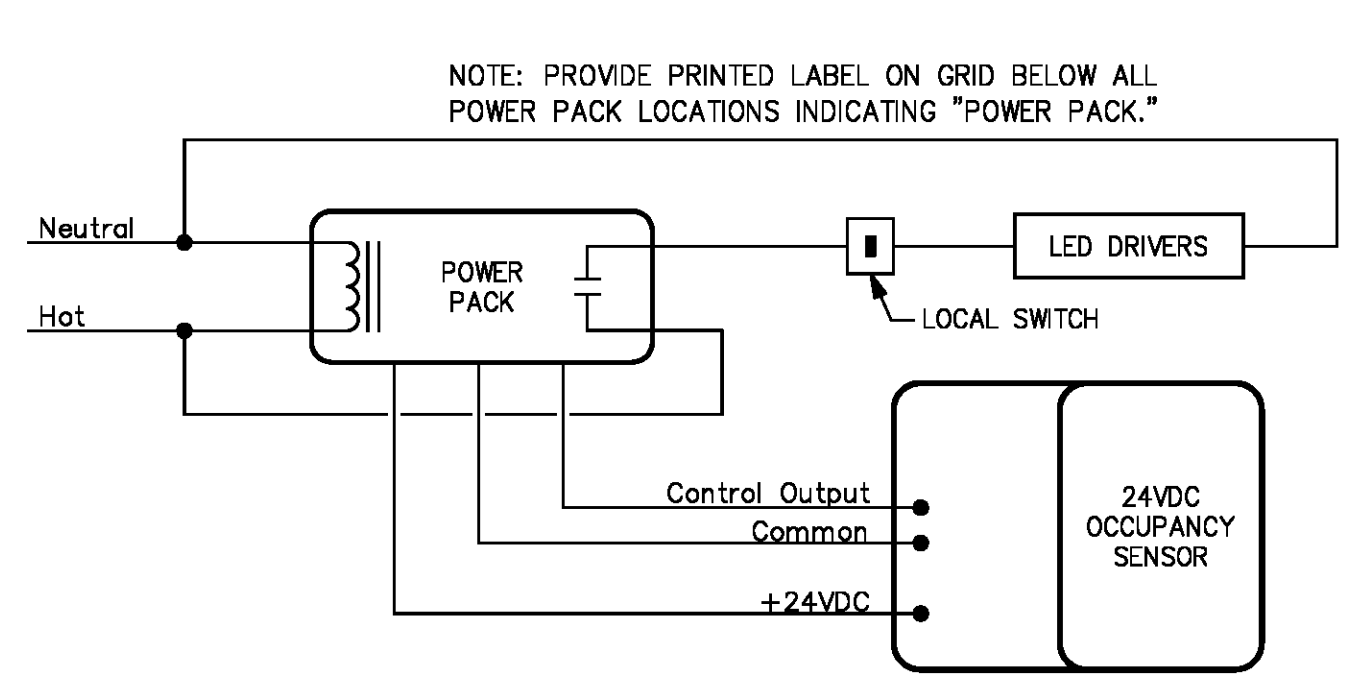 NOTE: PROVIDE PRINTED LABEL ON GRID BELOW ALL
POWER PACK LOCATIONS INDICATING "POWER PACK."
Neutral
Hot
POWER
PACK
LED DRIVERS
LOCAL SWITCH
Control Output
Common
+24VDC
24VDC
OCCUPANCY
SENSOR